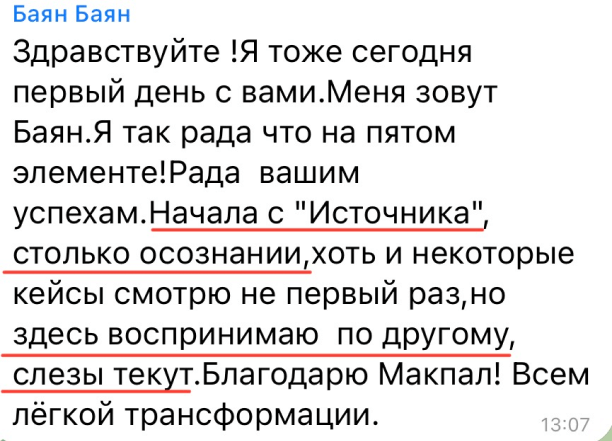 Баян Баян
Здравствуйте !Я тоже сегодня
первый день с вами.Меня зовут
Баян.Я так рада что на пятом
элементе!Рада  вашим
успехам.Начала с "Источника",
столько осознании,хоть и некоторые
кейсы смотрю не первый раз,но
здесь воспринимаю  по другому,
слезы текут.Благодарю Макпал! Всем
лёгкой трансформации.
13:07